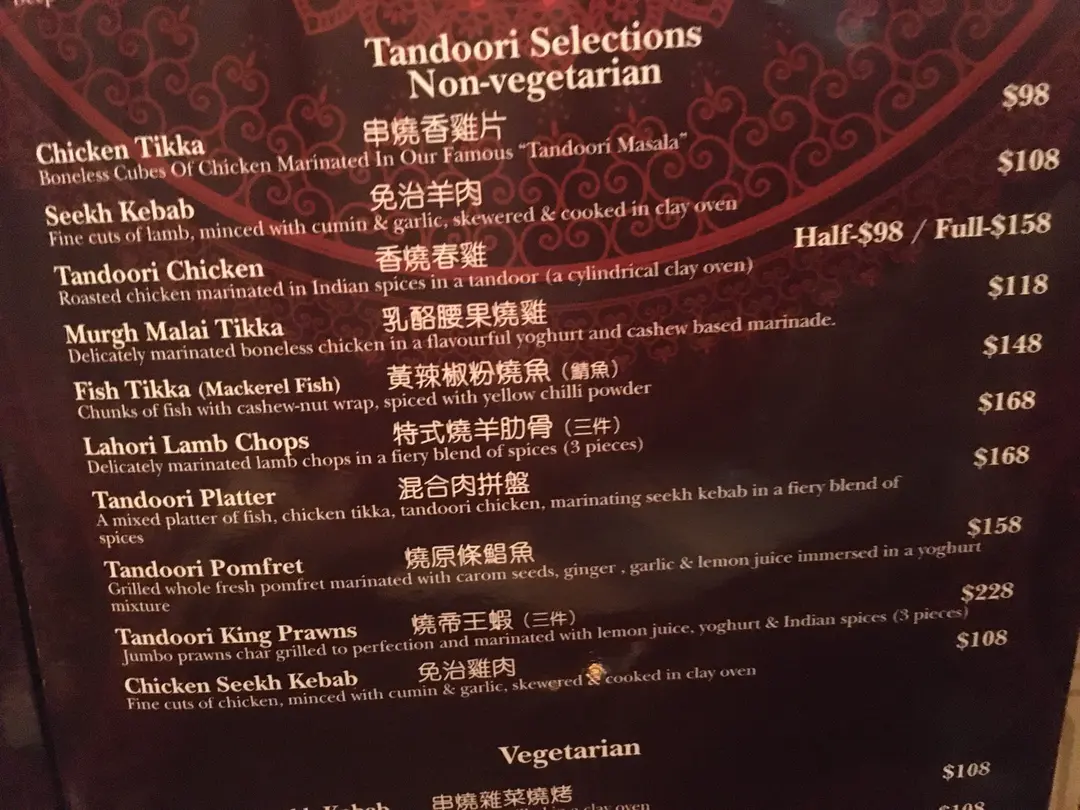 Tandoori Selections
Non-vegetarian
Chicken Tikka 串燒香雞片 $98
Boneless Cubes Of Chicken Marinated In Our Famous “Tandoori Masala”
Seekh Kebab 免治羊肉 $108
Fine cuts of lamb, minced with cumin & garlic, skewered & cooked in clay oven
Tandoori Chicken 香燒春雞 Half-$98 / Full-$158
Roasted chicken marinated in Indian spices in a tandoor (a cylindrical clay oven)
Murgh Malai Tikka 乳酪腰果燒雞 $118
Delicately marinated boneless chicken in a flavourful yoghurt and cashew based marinade.
Fish Tikka (Mackerel Fish) 黃辣椒粉燒魚（鯖魚） $148
Chunks of fish with cashew-nut wrap, spiced with yellow chilli powder
Lahori Lamb Chops 特式燒羊肋骨（三件） $168
Delicately marinated lamb chops in a fiery blend of spices (3 pieces)
Tandoori Platter 混合肉拼盤 $168
A mixed platter of fish, chicken tikka, tandoori chicken, marinating seekh kebab in a fiery blend of
spices
Tandoori Pomfret 燒原條鯧魚 $158
Grilled whole fresh pomfret marinated with carom seeds, ginger , garlic & lemon juice immersed in a yoghurt
mixture
Tandoori King Prawns 燒帝王蝦（三件） $228
Jumbo prawns char grilled to perfection and marinated with lemon juice, yoghurt & Indian spices (3 pieces)
Chicken Seekh Kebab 免治雞肉 $108
Fine cuts of chicken, minced with cumin & garlic, skewered & cooked in clay oven
Vegetarian
Kebab 串燒雜菜燒烤 $108
in clay oven $108